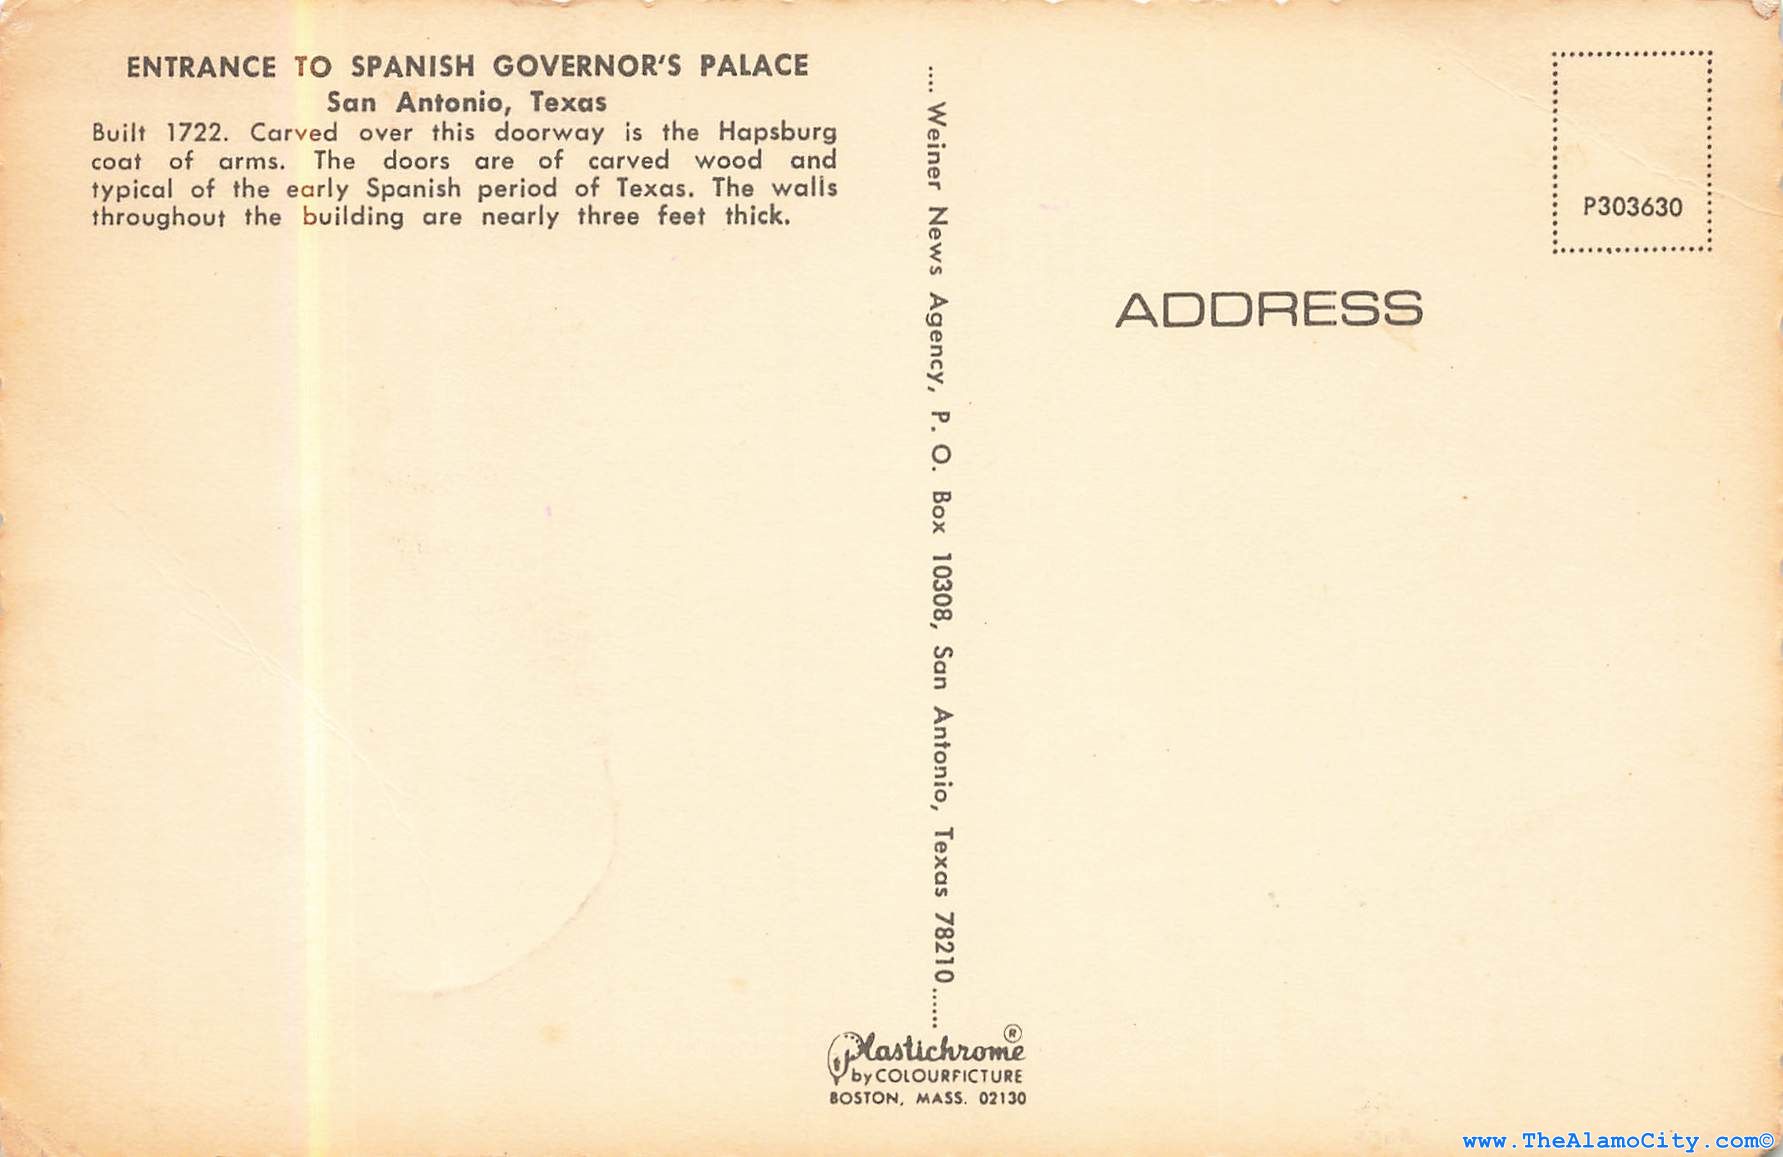 ENTRANCE TO SPANISH GOVERNOR'S PALACE
San Antonio, Texas
Built 1722. Carved over this doorway is the Hapsburg
coat of arms. The doors are of carved wood and
typical of the early Spanish period of Texas. The walls
throughout the building are nearly three feet thick.
.... Weiner News Agency, P. O. Box 10308, San Antonio, Texas 78210......
P303630
ADDRESS
Plastichrome®
by COLOURPICTURE
BOSTON, MASS. 02130
www.TheAlamoCity.com©